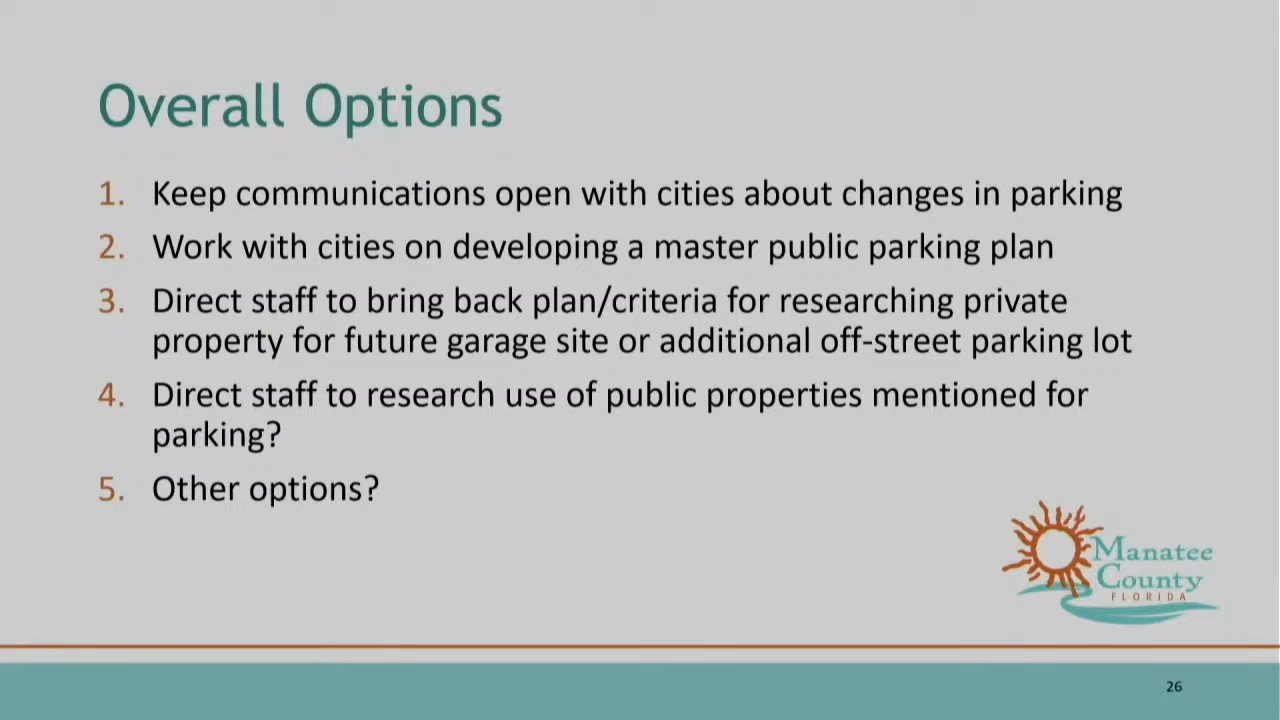 Overall Options
1. Keep communications open with cities about changes in parking
2. Work with cities on developing a master public parking plan
3. Direct staff to bring back plan/criteria for researching private
property for future garage site or additional off-street parking lot
4. Direct staff to research use of public properties mentioned for
parking?
5. Other options?
Manatee
County
FLORIDA
26